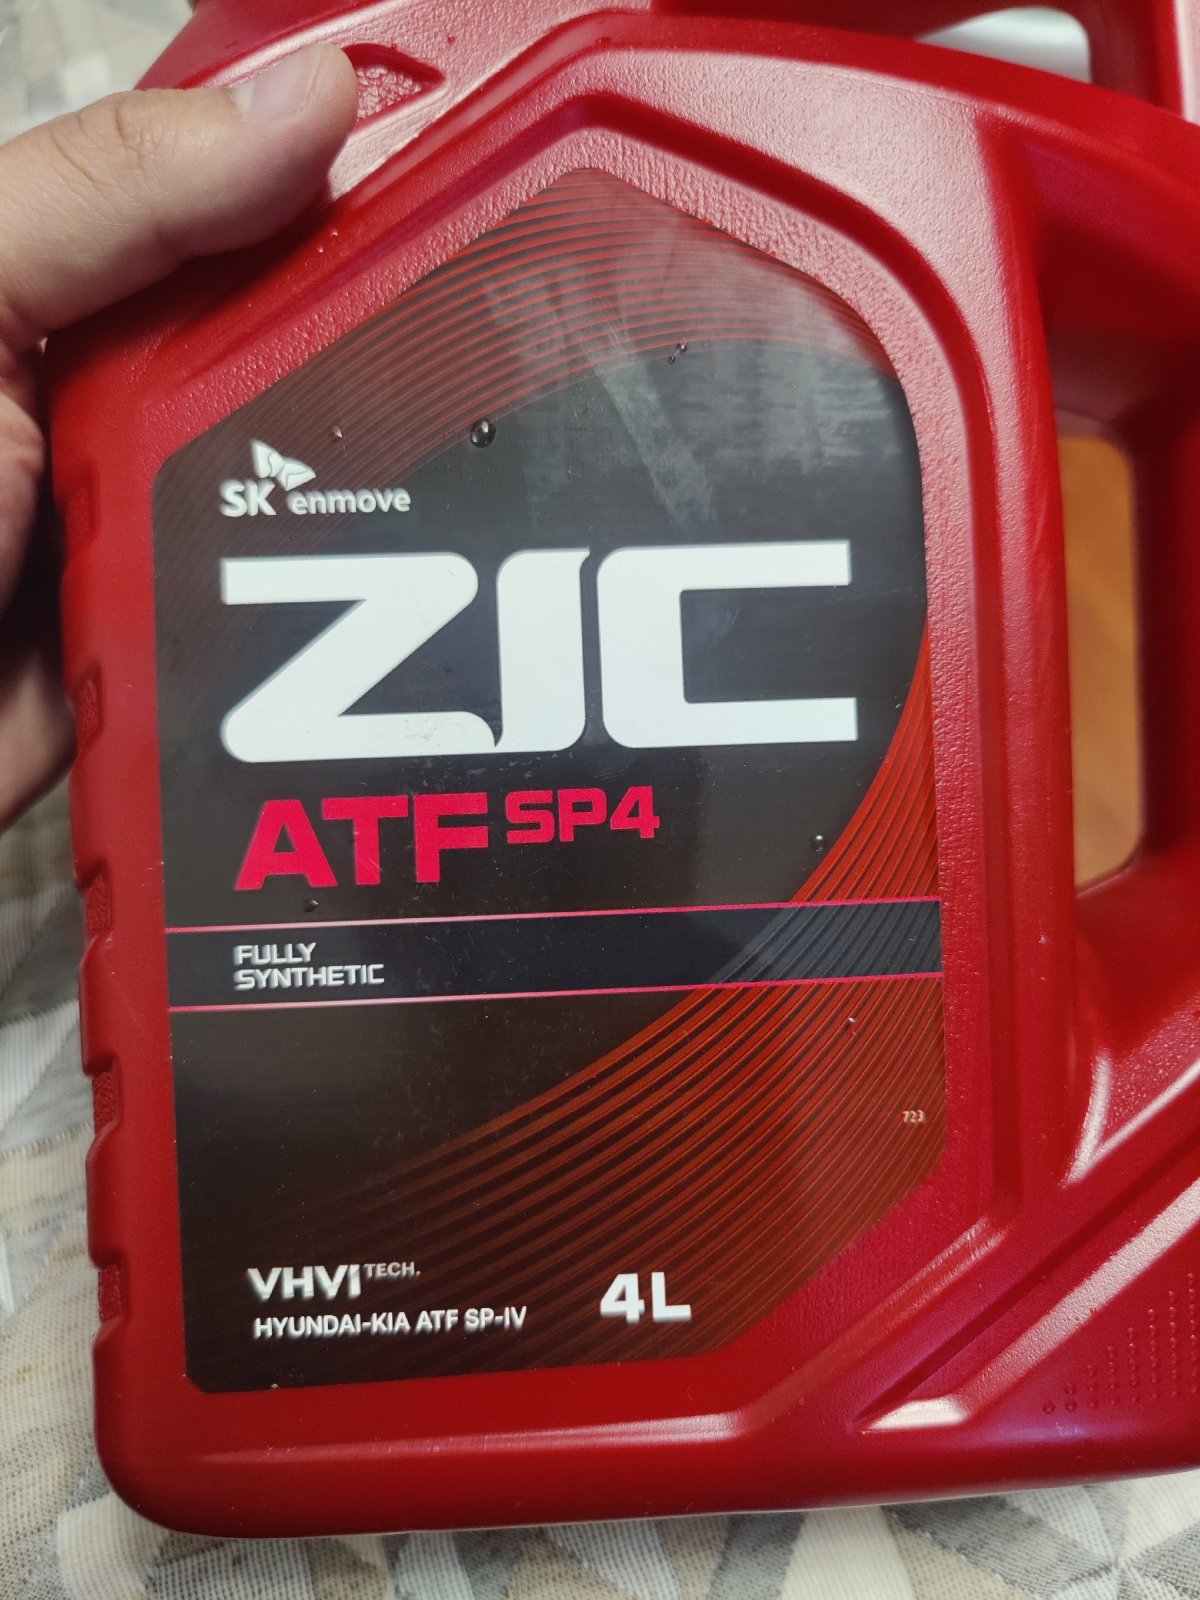 SK enmove
ZIC
ATF SP4
FULLY
SYNTHETIC
723
VHVI TECH.
HYUNDAI-KIA ATF SP-IV
4L